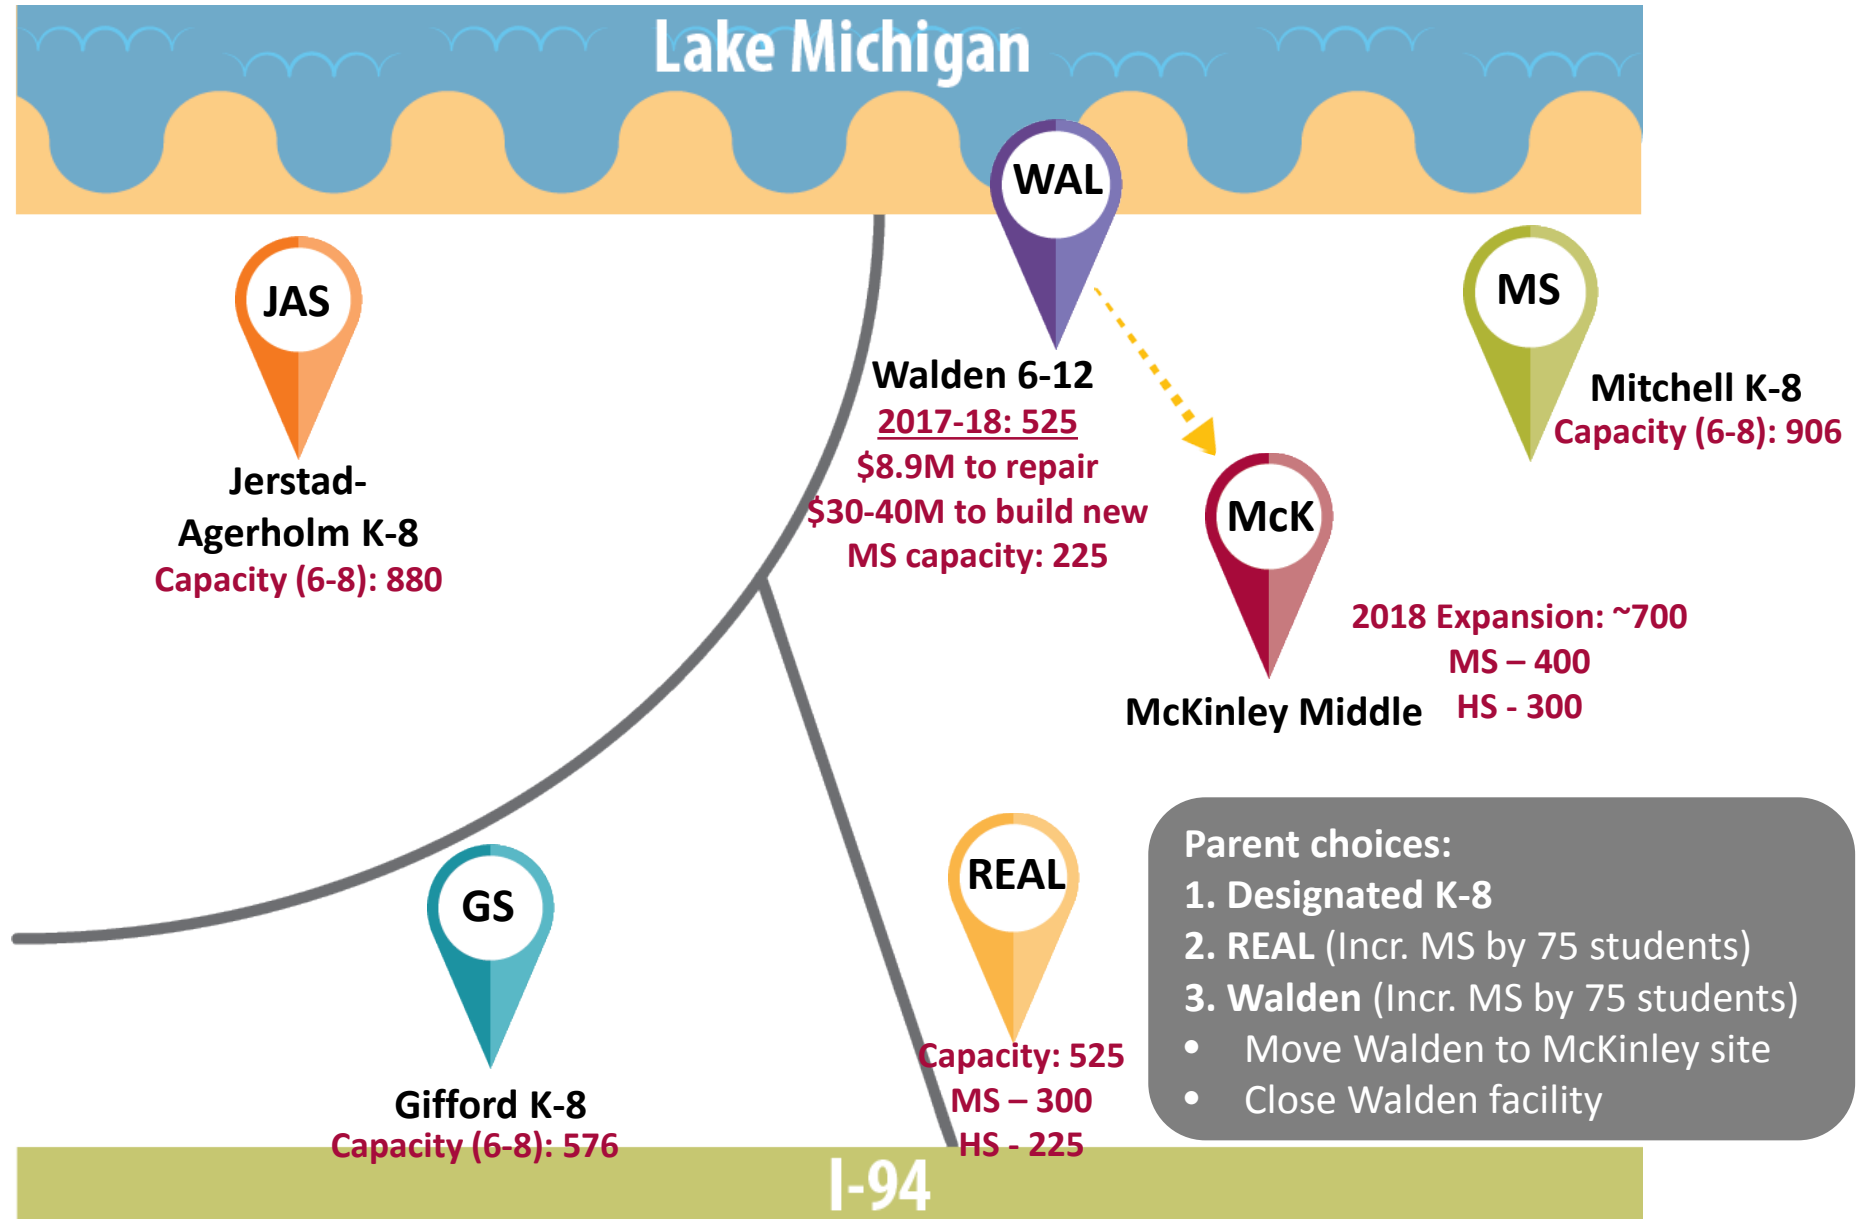 Lake Michigan
WAL
JAS
MS
Walden 6-12
2017-18: 525
$8.9M to repair
$30-40M to build new
MS capacity: 225
Mitchell K-8
Capacity (6-8): 906
Jerstad-
Agerholm K-8
Capacity (6-8): 880
McK
McKinley Middle
2018 Expansion: ~700
MS – 400
HS - 300
GS
Gifford K-8
Capacity (6-8): 576
REAL
Capacity: 525
MS – 300
HS - 225
Parent choices:
1. Designated K-8
2. REAL (Incr. MS by 75 students)
3. Walden (Incr. MS by 75 students)
• Move Walden to McKinley site
• Close Walden facility
I-94